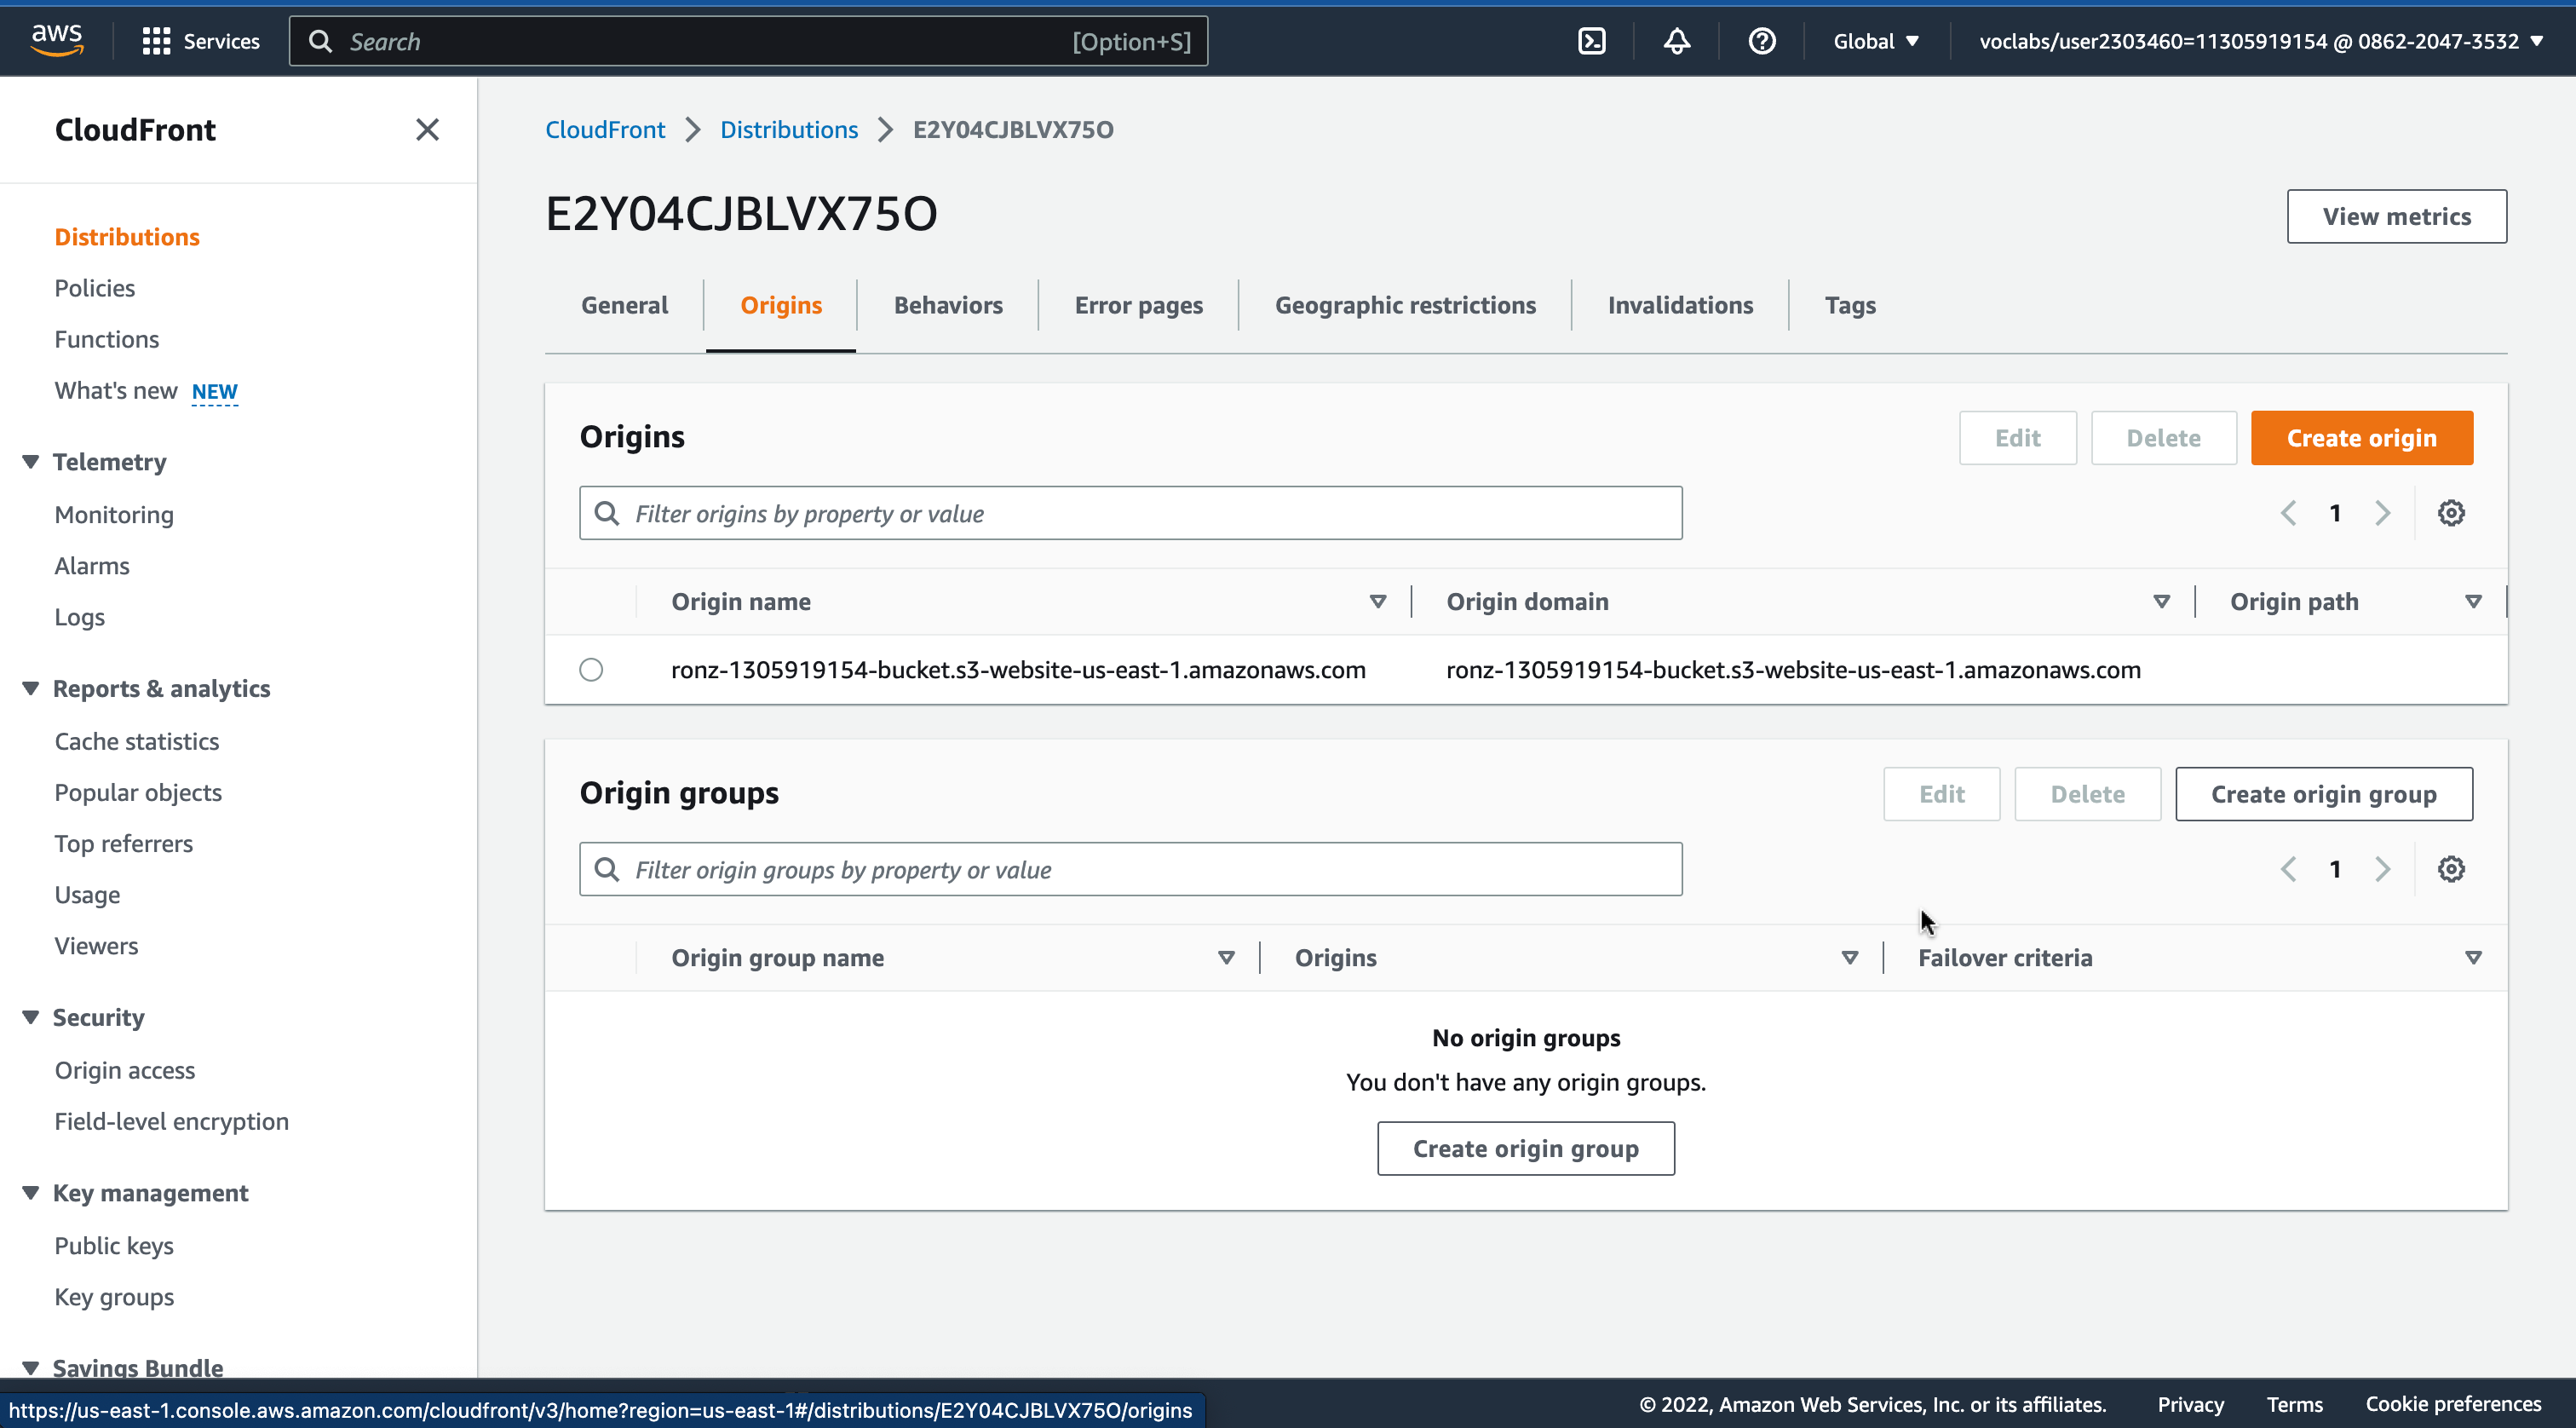 aws Services Search [Option+S] Global voclabs/user2303460=11305919154 @ 0862-2047-3532
CloudFront
Distributions
Policies
Functions
What's new NEW
Telemetry
Monitoring
Alarms
Logs
Reports & analytics
Cache statistics
Popular objects
Top referrers
Usage
Viewers
Security
Origin access
Field-level encryption
Key management
Public keys
Key groups
Savings Bundle
CloudFront Distributions E2Y04CJBLVX75O
E2Y04CJBLVX75O View metrics
General Origins Behaviors Error pages Geographic restrictions Invalidations Tags
Origins Edit Delete Create origin
Filter origins by property or value 1
Origin name Origin domain Origin path
ronz-1305919154-bucket.s3-website-us-east-1.amazonaws.com ronz-1305919154-bucket.s3-website-us-east-1.amazonaws.com
Origin groups Edit Delete Create origin group
Filter origin groups by property or value 1
Origin group name Origins Failover criteria
No origin groups
You don't have any origin groups.
Create origin group
https://us-east-1.console.aws.amazon.com/cloudfront/v3/home?region=us-east-1#/distributions/E2Y04CJBLVX75O/origins
© 2022, Amazon Web Services, Inc. or its affiliates. Privacy Terms Cookie preferences